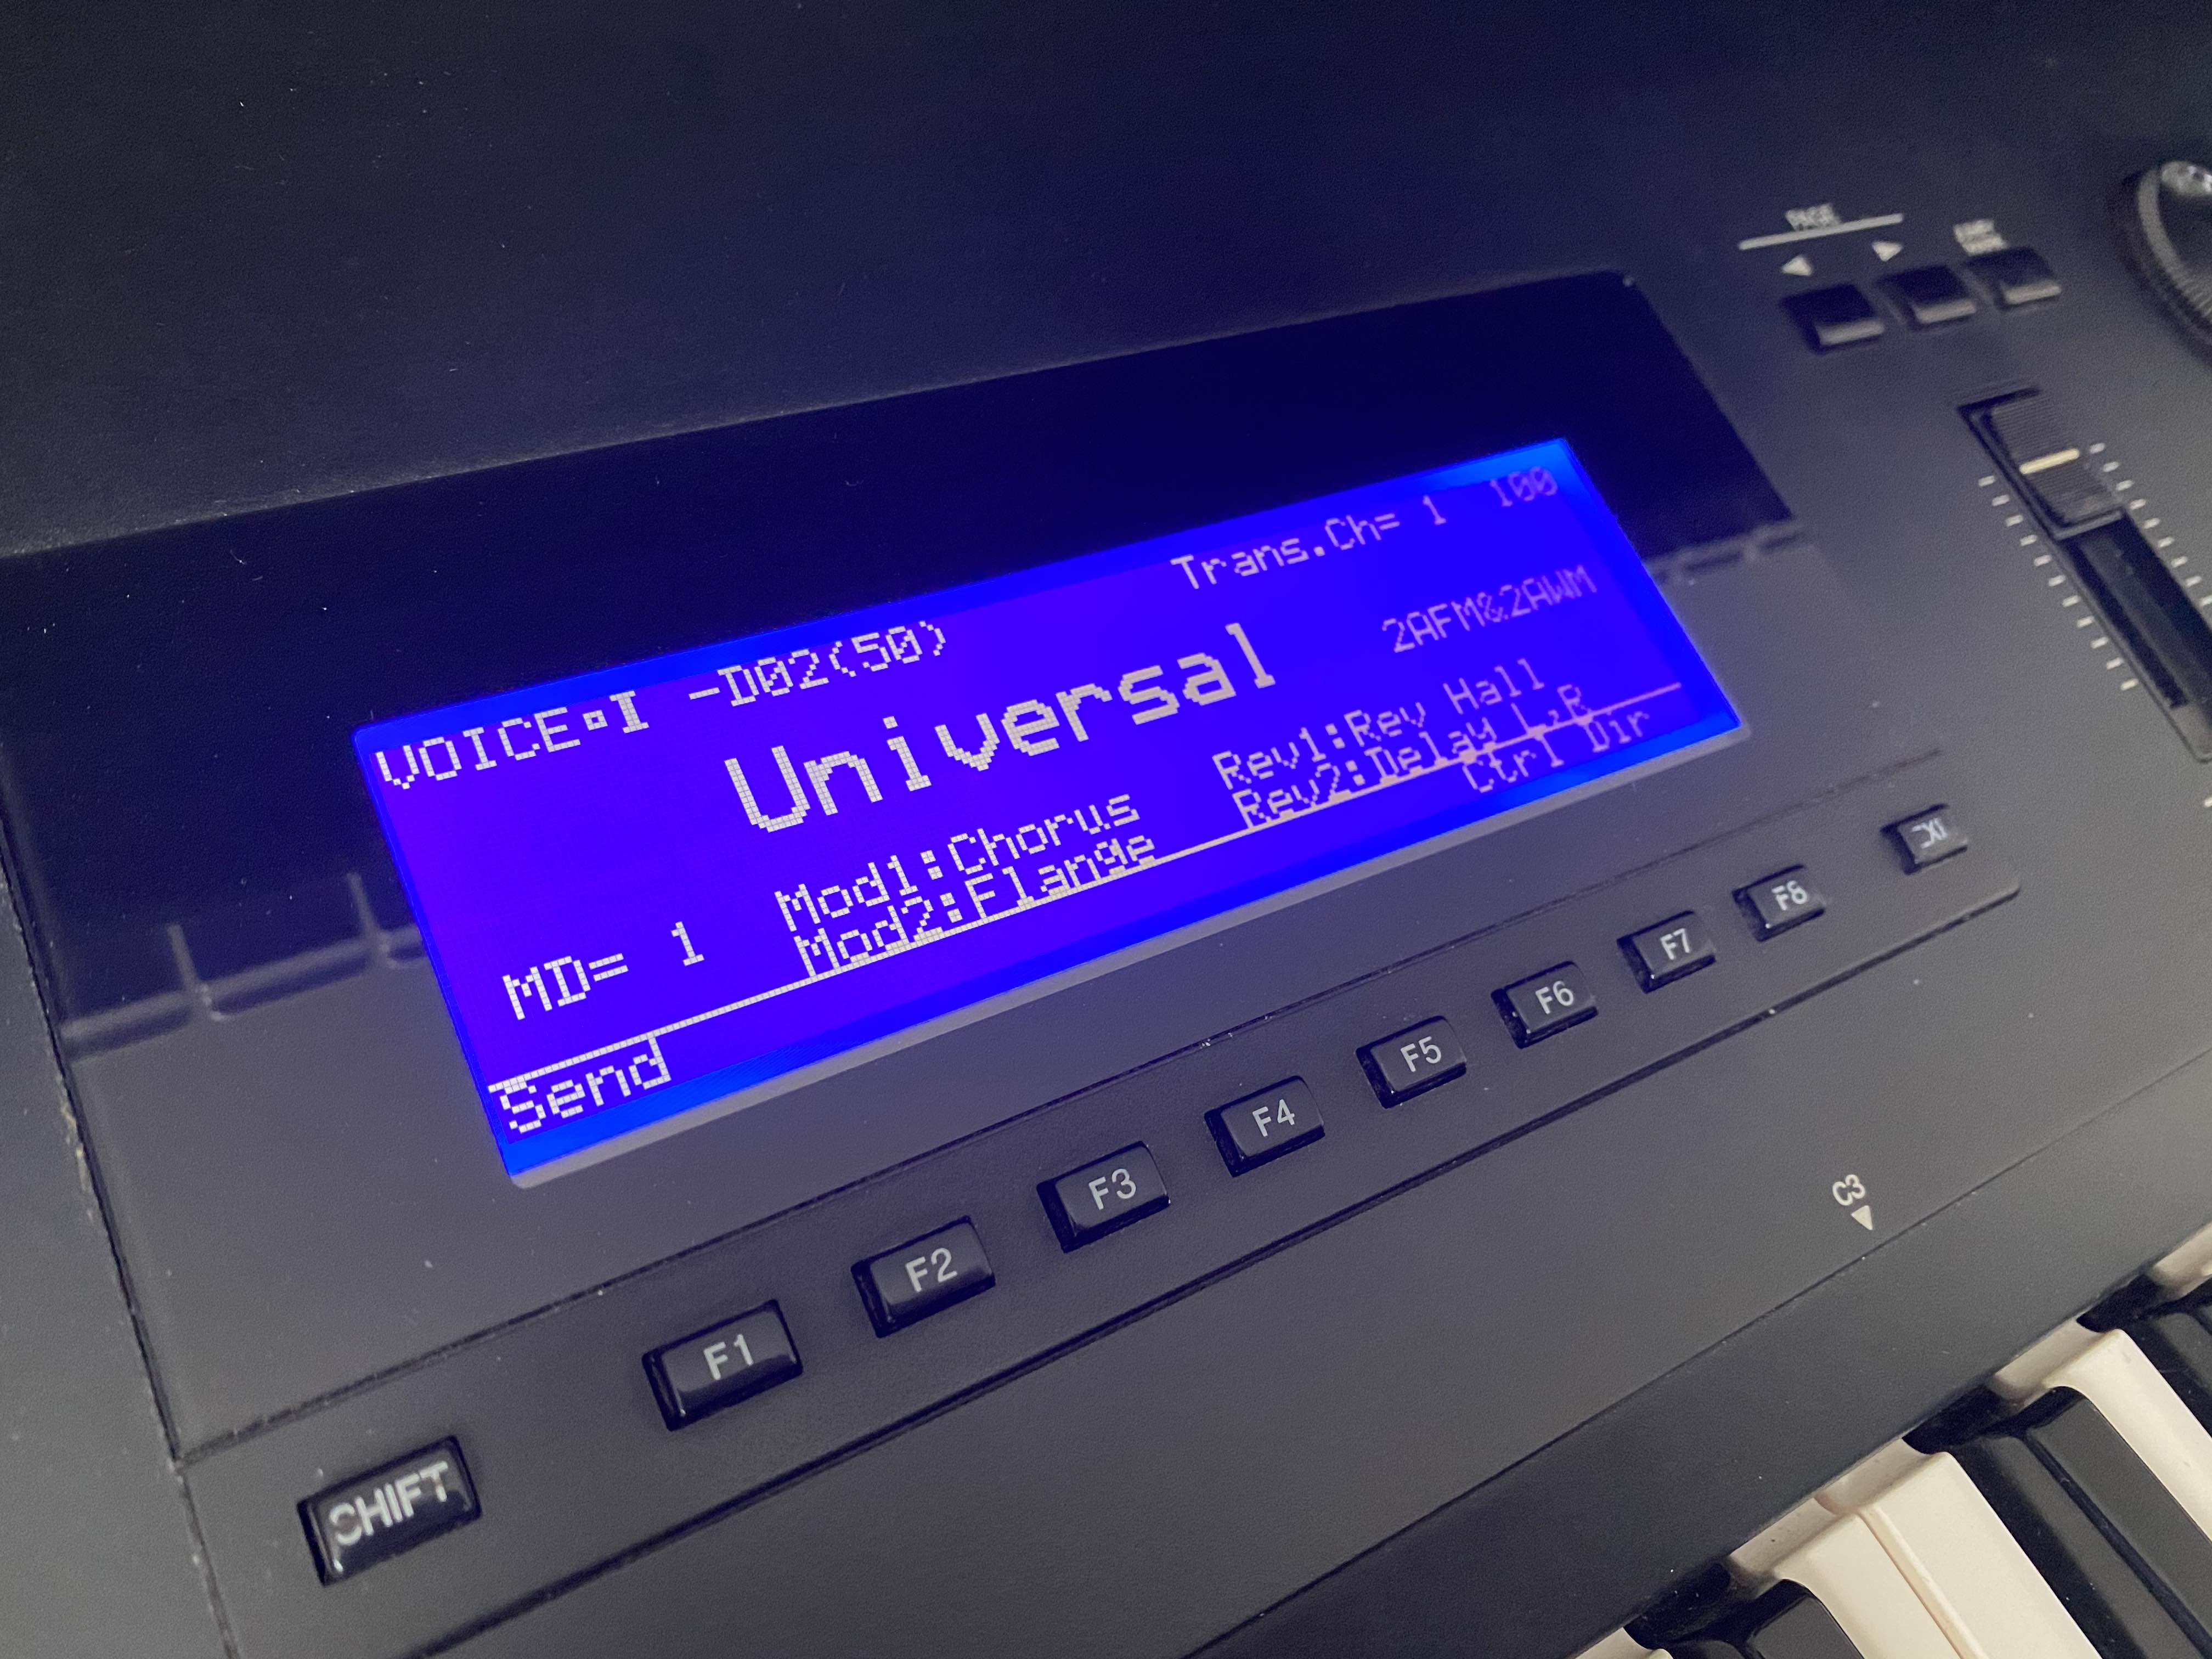 PAGE
Trans.Ch= 1 100
VOICE▫I -D02(50)
Universal
2AFM&2AWM
MD= 1
Mod1:Chorus
Mod2:Flange
Rev1:Rev Hall
Rev2:Delay L,R
Send
Ctrl Dir
SHIFT
F1
F2
F3
F4
F5
F6
F7
F8
C3